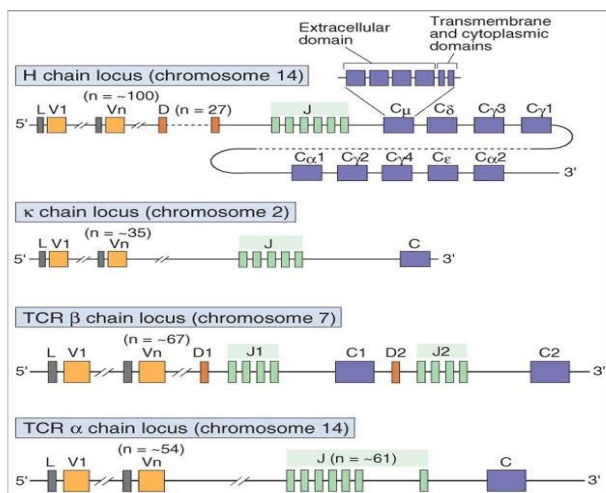 Extracellular domain
Transmembrane and cytoplasmic domains
H chain locus (chromosome 14)
(n = ~100) (n = 27)
L V1 Vn D J Cμ Cδ Cγ3 Cγ1
5'
Cα1 Cγ2 Cγ4 Cε Cα2
3'
κ chain locus (chromosome 2)
(n = ~35)
L V1 Vn J C
5' 3'
TCR β chain locus (chromosome 7)
(n = ~67)
L V1 Vn D1 J1 C1 D2 J2 C2
5' 3'
TCR α chain locus (chromosome 14)
(n = ~54)
L V1 Vn J (n = ~61) C
5' 3'